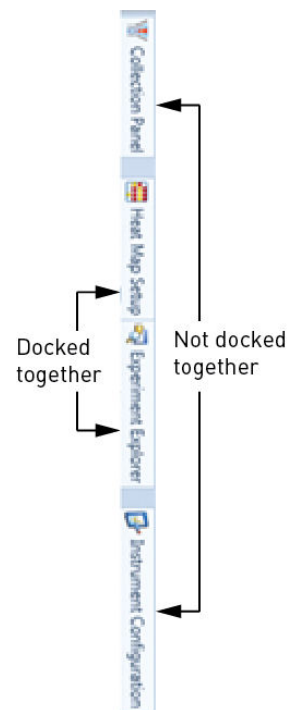 Collection Panel
Heat Map Setup
Experiment Explorer
Instrument Configuration
Docked
together
Not docked
together